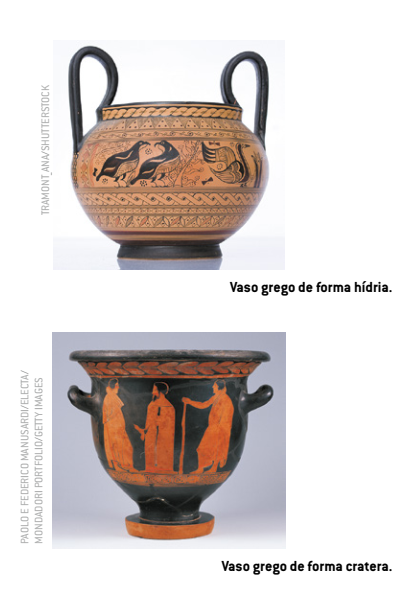 TRAMONT_ANA/SHUTTERSTOCK
Vaso grego de forma hídria.
PAOLO E FEDERICO MANUSARDI/ELECTA/
MONDADORI PORTFOLIO/GETTY IMAGES
Vaso grego de forma cratera.